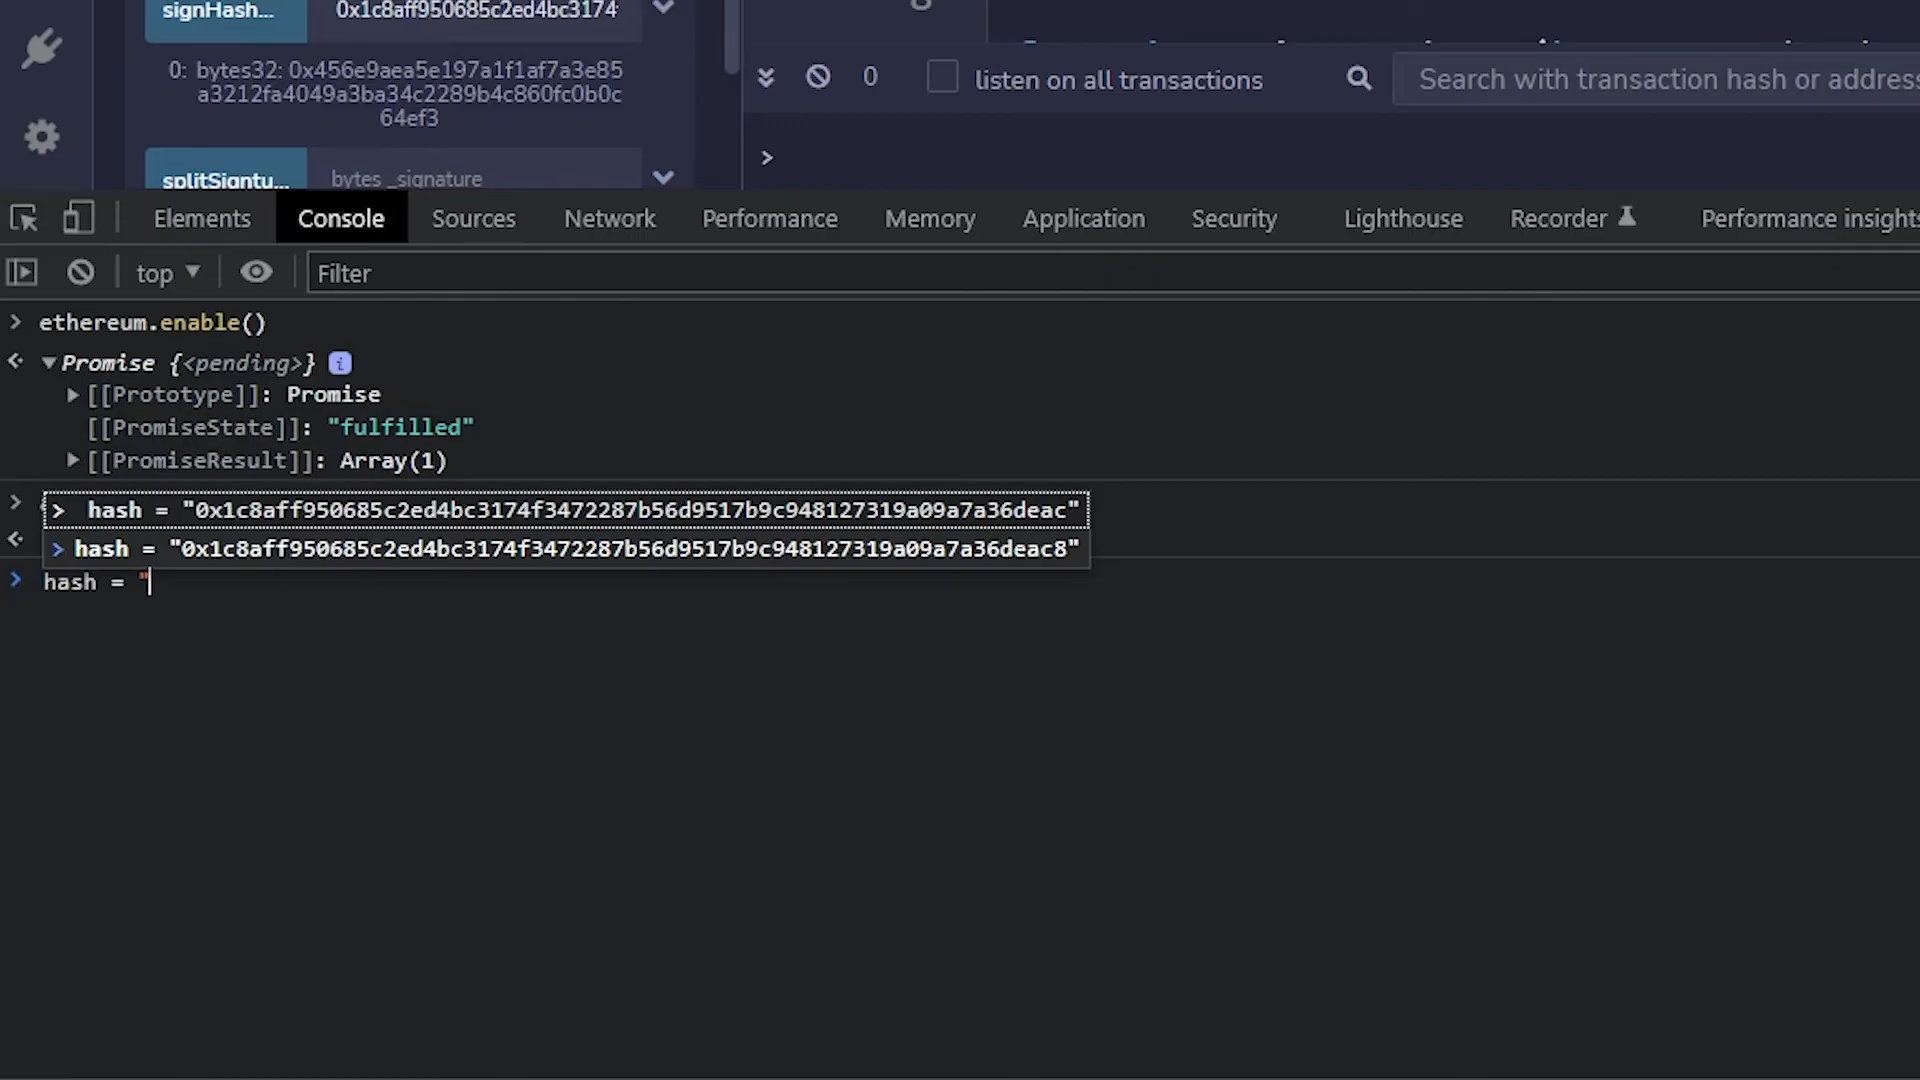 signHash... 0x1c8aff950685c2ed4bc3174
0: bytes32: 0x456e9aea5e197a1f1af7a3e85
a3212fa4049a3ba34c2289b4c860fc0b0c
64ef3
0 listen on all transactions Search with transaction hash or address
>
splitSigntu... bytes _signature
Elements Console Sources Network Performance Memory Application Security Lighthouse Recorder Performance insights
top ▼ Filter
> ethereum.enable()
Promise {<pending>} i
[[Prototype]]: Promise
[[PromiseState]]: "fulfilled"
[[PromiseResult]]: Array(1)
> hash = "0x1c8aff950685c2ed4bc3174f3472287b56d9517b9c948127319a09a7a36deac"
> hash = "0x1c8aff950685c2ed4bc3174f3472287b56d9517b9c948127319a09a7a36deac8"
> hash = "